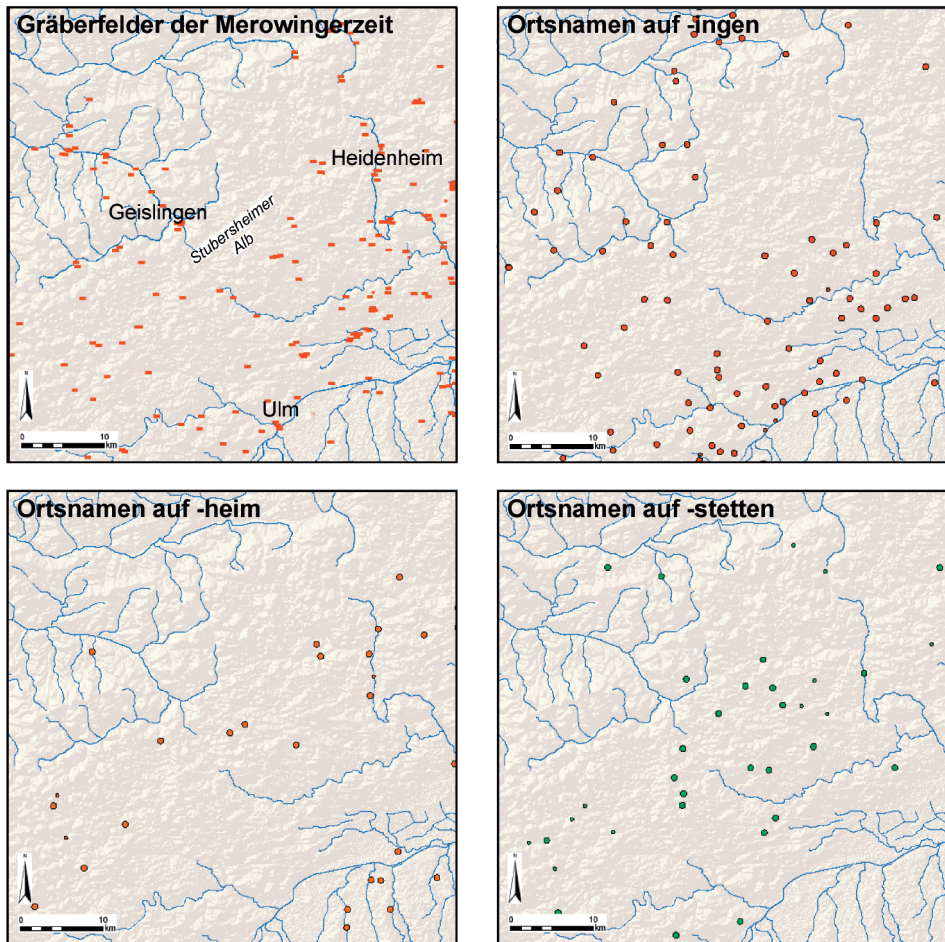 Gräberfelder der Merowingerzeit
Heidenheim
Geislingen
Stubersheimer
Alb
Ulm
N
0 10
km
Ortsnamen auf -ingen
N
0 10
km
Ortsnamen auf -heim
N
0 10
km
Ortsnamen auf -stetten
N
0 10
km